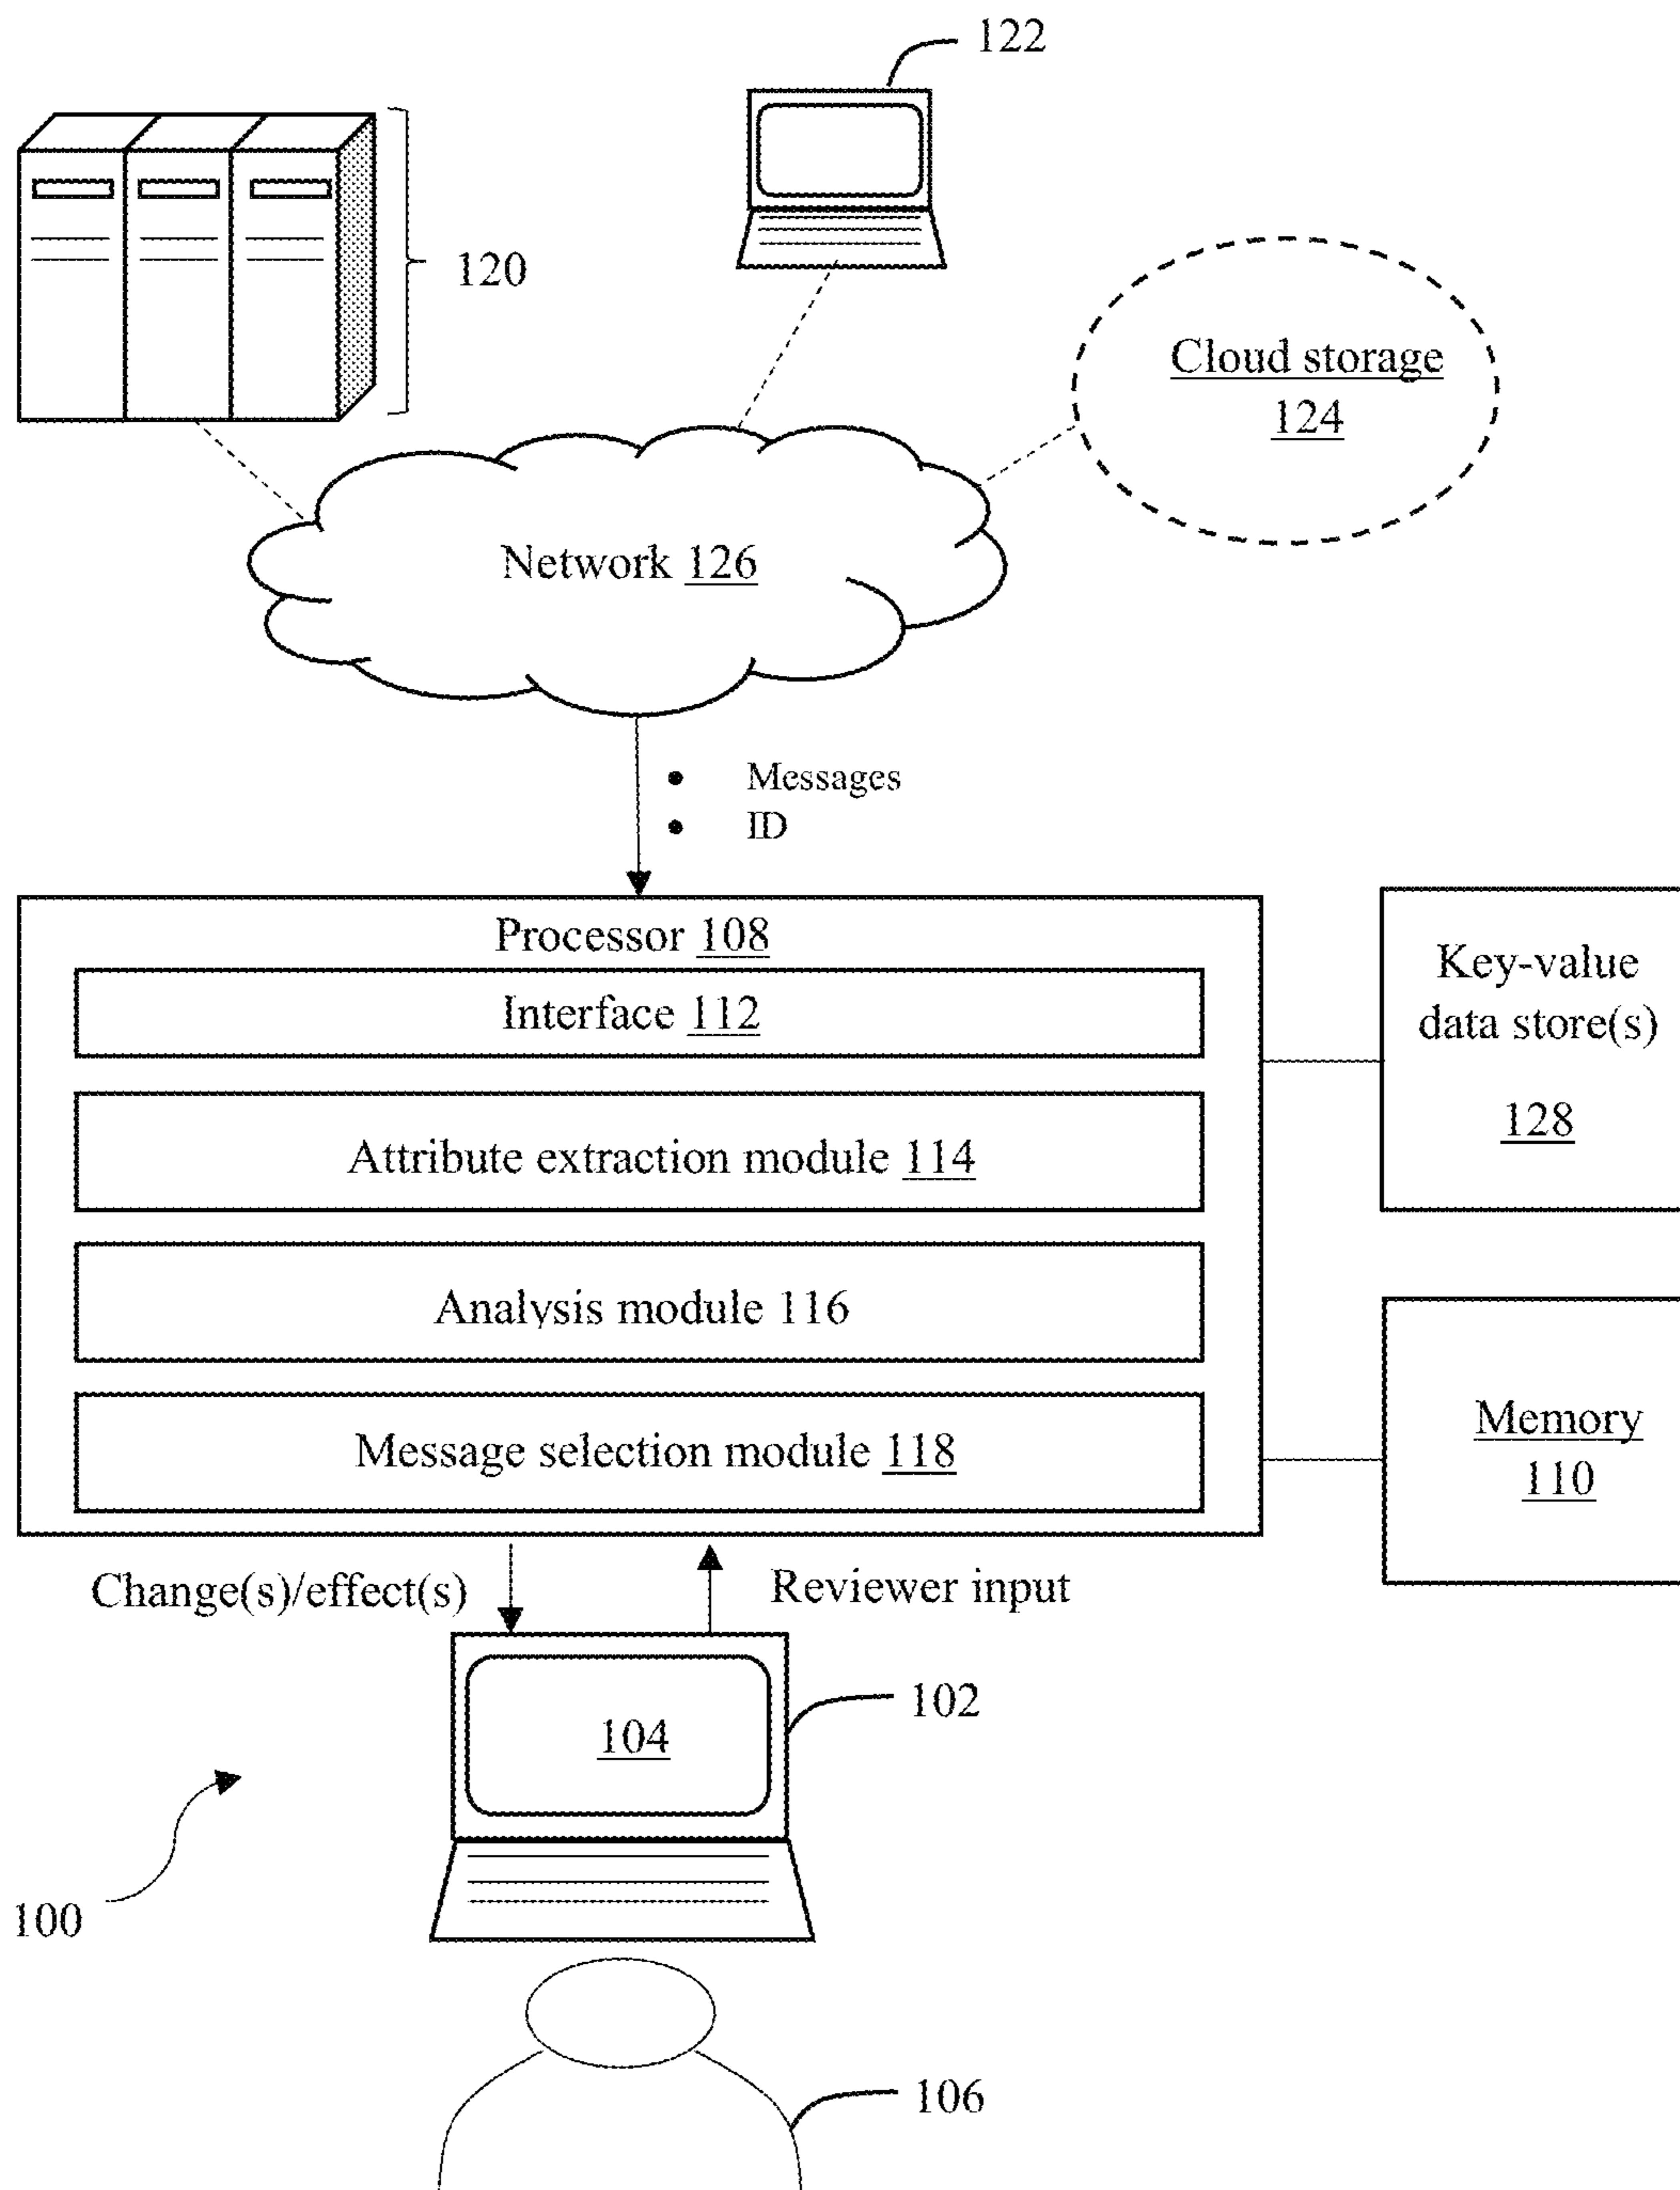 122
120
Cloud storage
124
Network 126
• Messages
• ID
Processor 108
Interface 112
Attribute extraction module 114
Analysis module 116
Message selection module 118
Key-value
data store(s)
128
Memory
110
Change(s)/effect(s)
Reviewer input
104
102
100
106